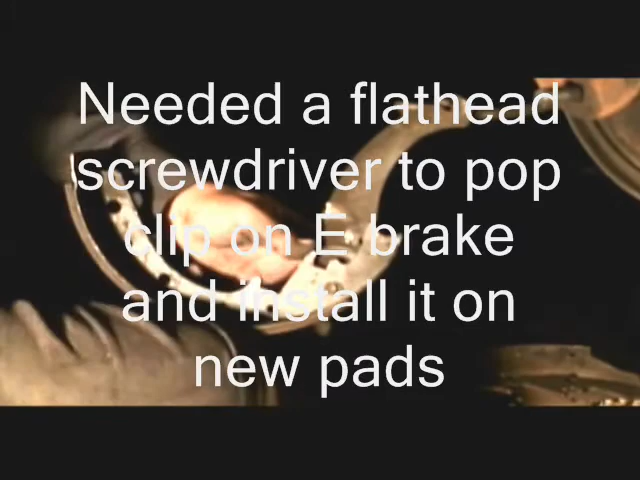 Needed a flathead
screwdriver to pop
clip on E brake
and install it on
new pads